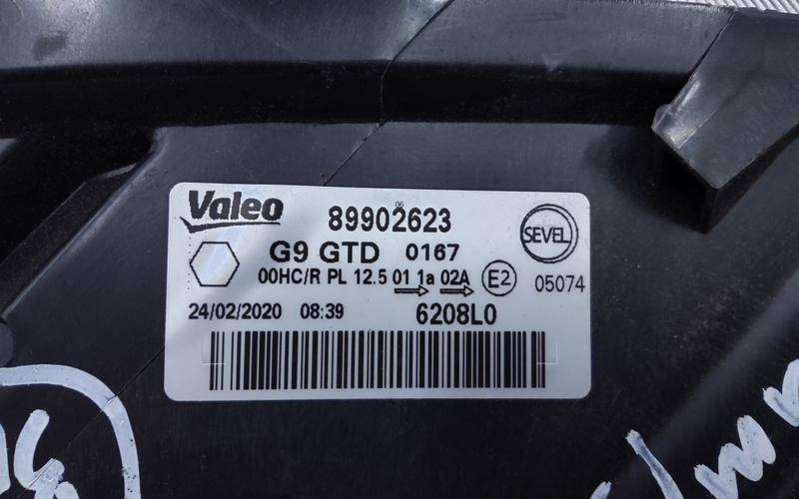 Valeo 89902623
06
SEVEL
G9 GTD 0167
00HC/R PL 12.5 01 1a 02A E2 05074
24/02/2020 08:39 6208L0